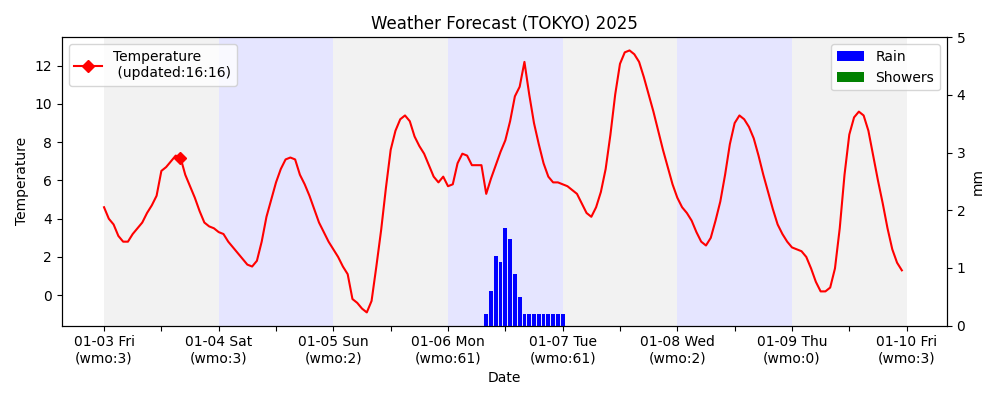 Weather Forecast (TOKYO) 2025
Temperature
(updated:16:16)
Rain
Showers
Temperature
12
10
8
6
4
2
0
5
4
3
2
1
0
mm
01-03 Fri
(wmo:3)
01-04 Sat
(wmo:3)
01-05 Sun
(wmo:2)
01-06 Mon
(wmo:61)
01-07 Tue
(wmo:61)
01-08 Wed
(wmo:2)
01-09 Thu
(wmo:0)
01-10 Fri
(wmo:3)
Date